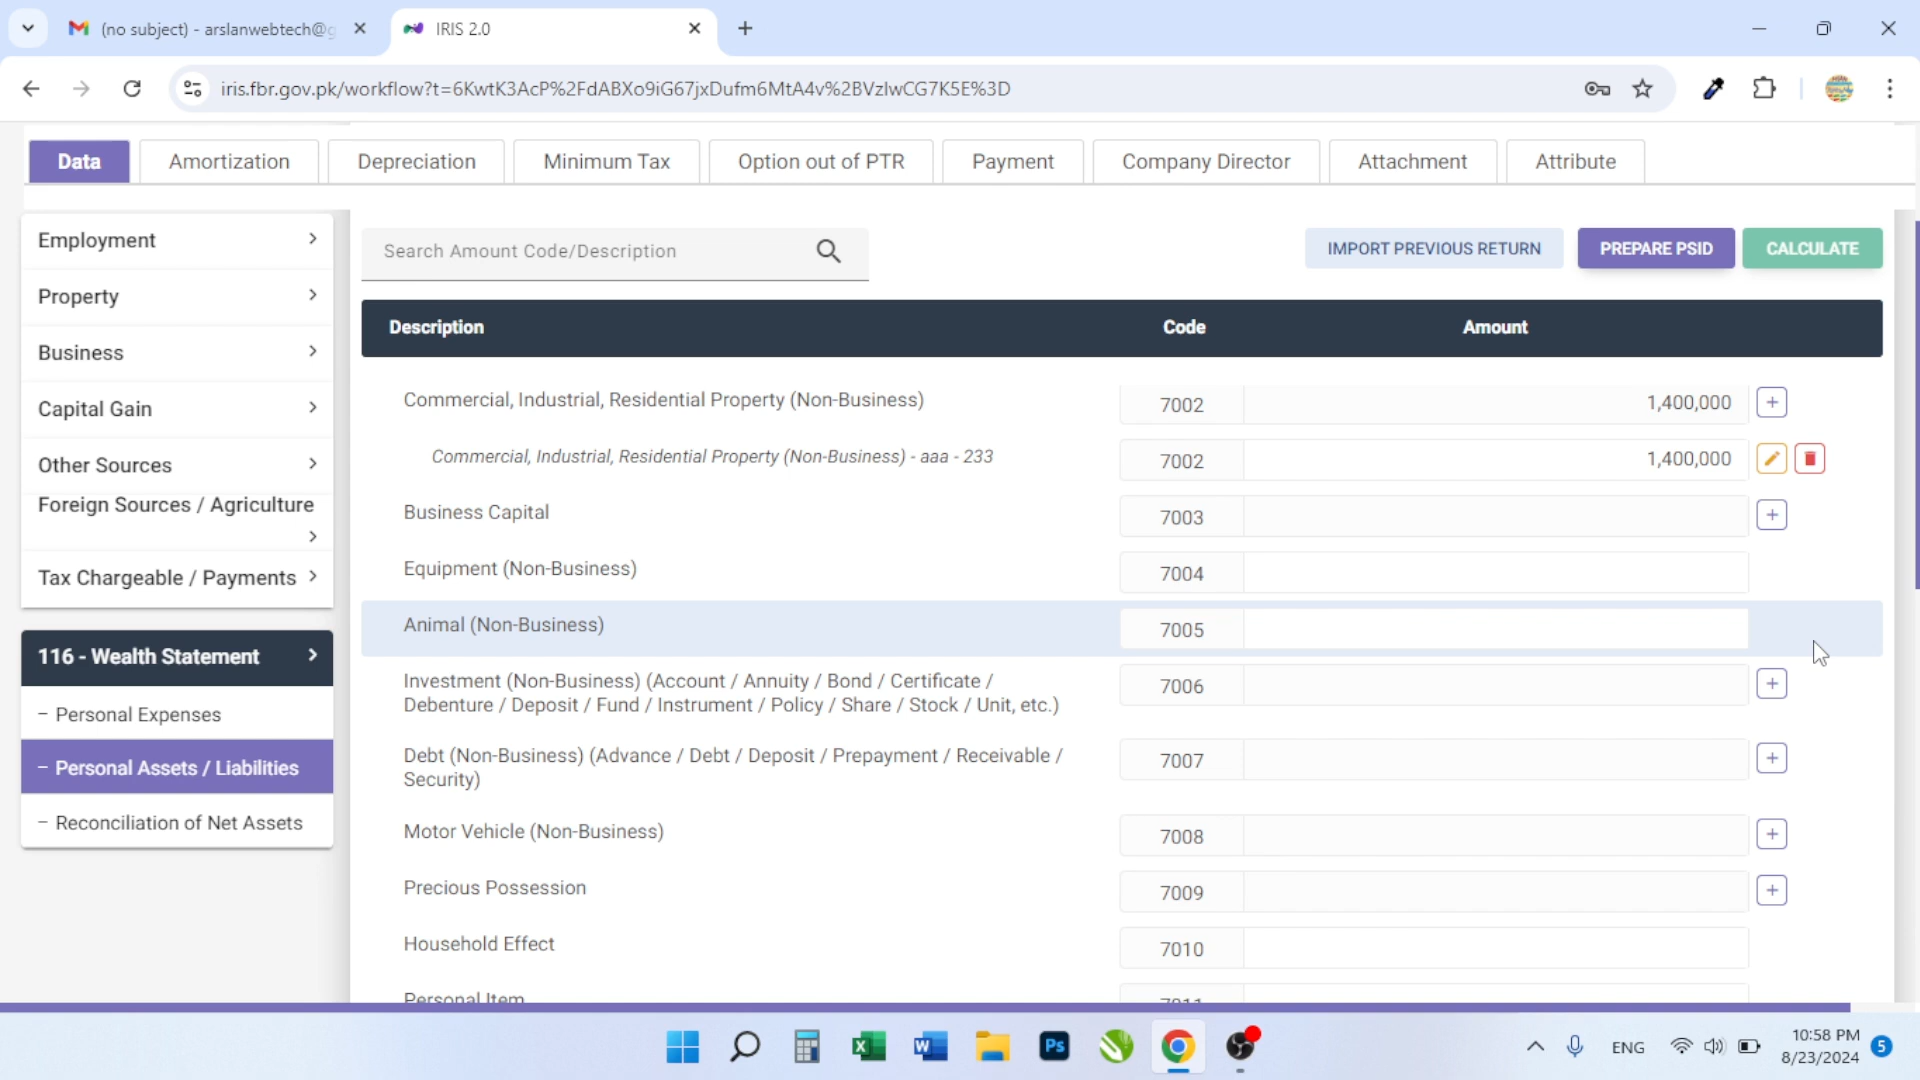 (no subject) - arslanwebtech@g
IRIS 2.0
iris.fbr.gov.pk/workflow?t=6KwtK3AcP%2FdABXo9iG67jxDufm6MtA4v%2BVzIwCG7K5E%3D
Data
Amortization
Depreciation
Minimum Tax
Option out of PTR
Payment
Company Director
Attachment
Attribute
Employment
Property
Business
Capital Gain
Other Sources
Foreign Sources / Agriculture
Tax Chargeable / Payments
116 - Wealth Statement
- Personal Expenses
- Personal Assets / Liabilities
- Reconciliation of Net Assets
Search Amount Code/Description
IMPORT PREVIOUS RETURN
PREPARE PSID
CALCULATE
Description Code Amount
Commercial, Industrial, Residential Property (Non-Business) 7002 1,400,000 +
Commercial, Industrial, Residential Property (Non-Business) - aaa - 233 7002 1,400,000
Business Capital 7003 +
Equipment (Non-Business) 7004
Animal (Non-Business) 7005
Investment (Non-Business) (Account / Annuity / Bond / Certificate / 7006 +
Debenture / Deposit / Fund / Instrument / Policy / Share / Stock / Unit, etc.)
Debt (Non-Business) (Advance / Debt / Deposit / Prepayment / Receivable / 7007 +
Security)
Motor Vehicle (Non-Business) 7008 +
Precious Possession 7009 +
Household Effect 7010
Personal Item 7011
Ps
ENG
10:58 PM
8/23/2024
5